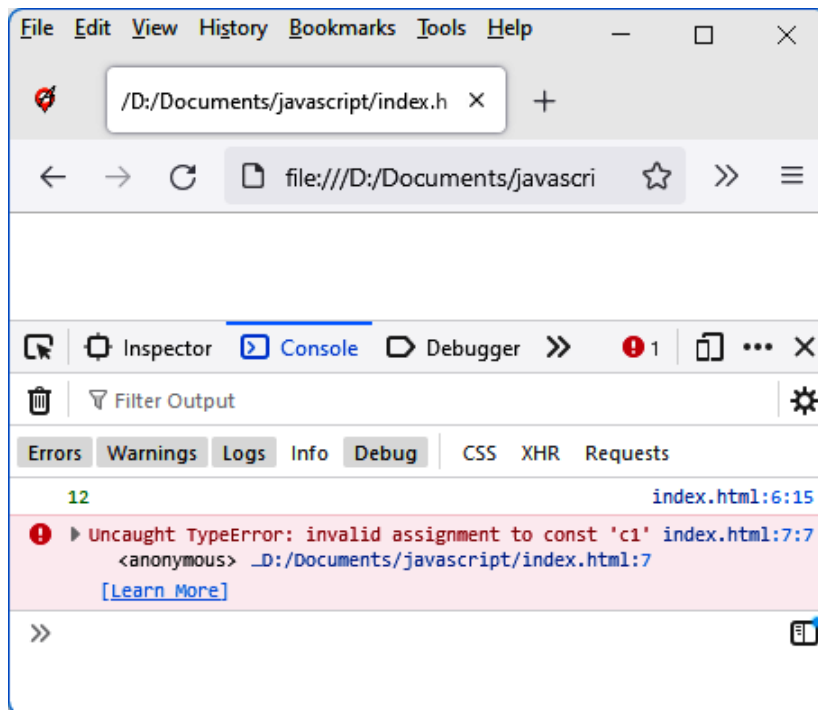 File Edit View History Bookmarks Tools Help
/D:/Documents/javascript/index.h
file:///D:/Documents/javascri
Inspector Console Debugger 1
Filter Output
Errors Warnings Logs Info Debug CSS XHR Requests
12 index.html:6:15
Uncaught TypeError: invalid assignment to const 'c1' index.html:7:7
<anonymous> …D:/Documents/javascript/index.html:7
[Learn More]